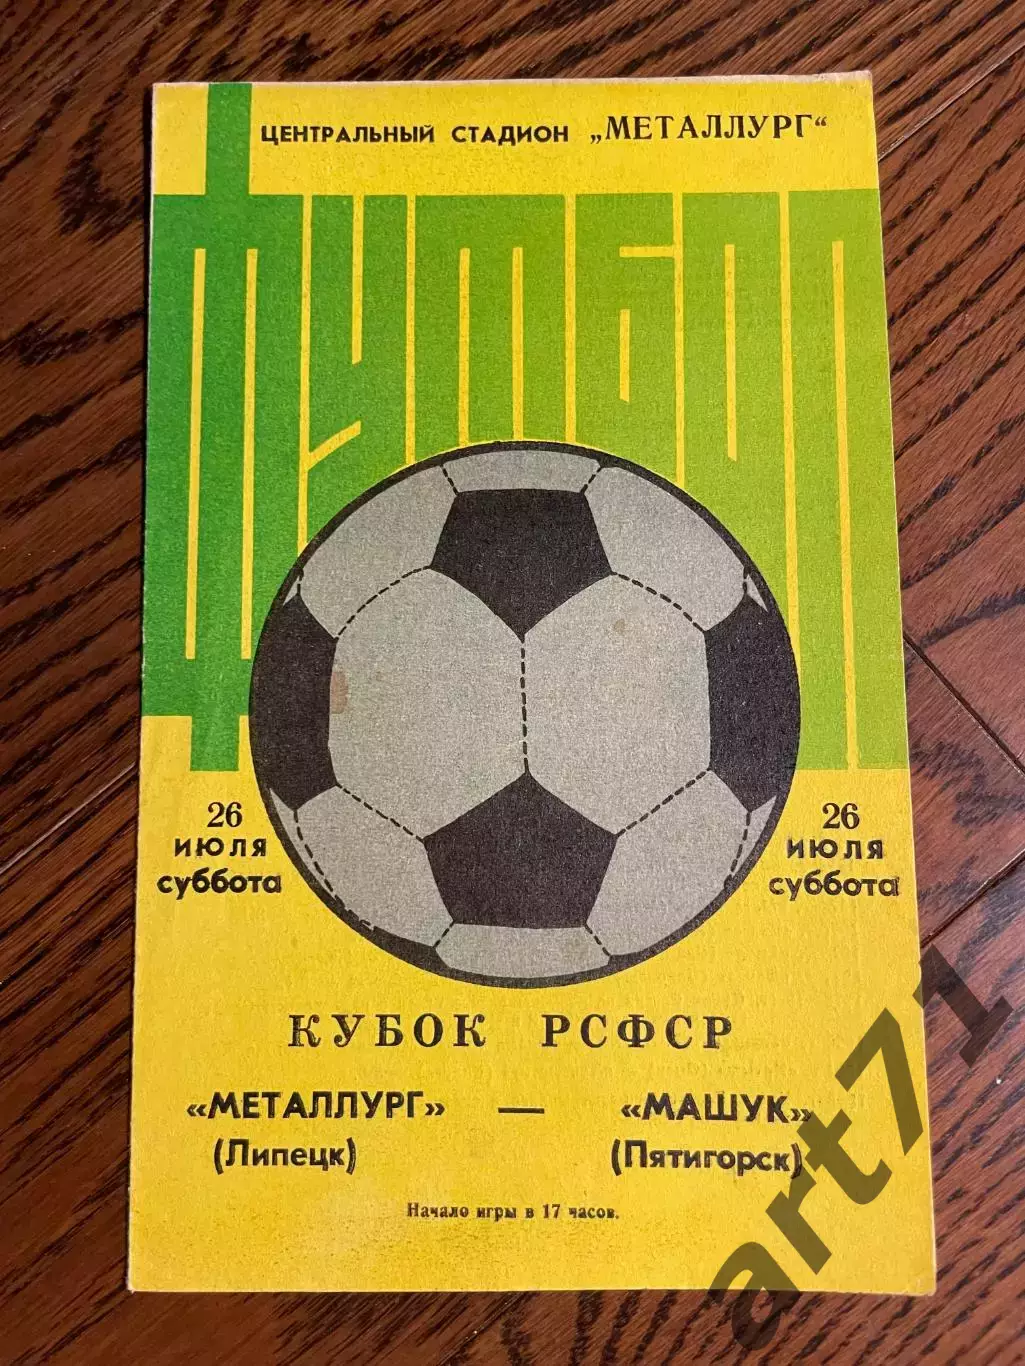 ЦЕНТРАЛЬНЫЙ СТАДИОН „МЕТАЛЛУРГ“
ФУТБОЛ
26
ИЮЛЯ
суббота
26
ИЮЛЯ
суббота
КУБОК РСФСР
«МЕТАЛЛУРГ» — «МАШУК»
(Липецк) (Пятигорск)
Начало игры в 17 часов.
art71